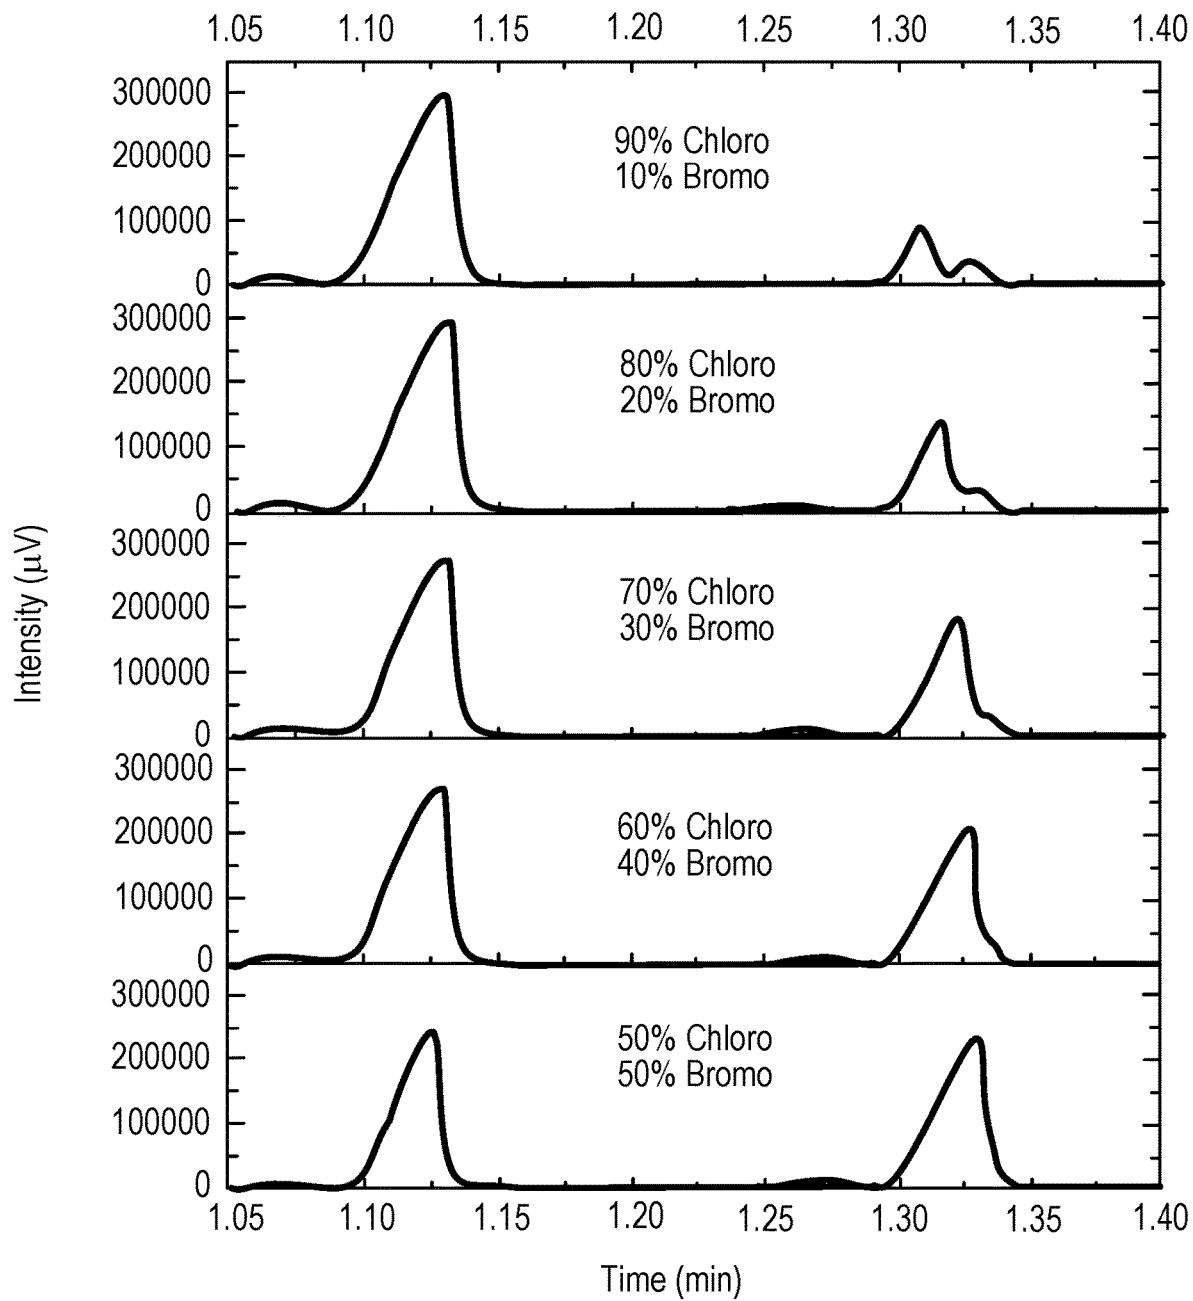 1.05 1.10 1.15 1.20 1.25 1.30 1.35 1.40
300000
200000
100000
0
90% Chloro
10% Bromo
300000
200000
100000
0
80% Chloro
20% Bromo
300000
200000
100000
0
70% Chloro
30% Bromo
300000
200000
100000
0
60% Chloro
40% Bromo
300000
200000
100000
0
50% Chloro
50% Bromo
Intensity (μV)
1.05 1.10 1.15 1.20 1.25 1.30 1.35 1.40
Time (min)